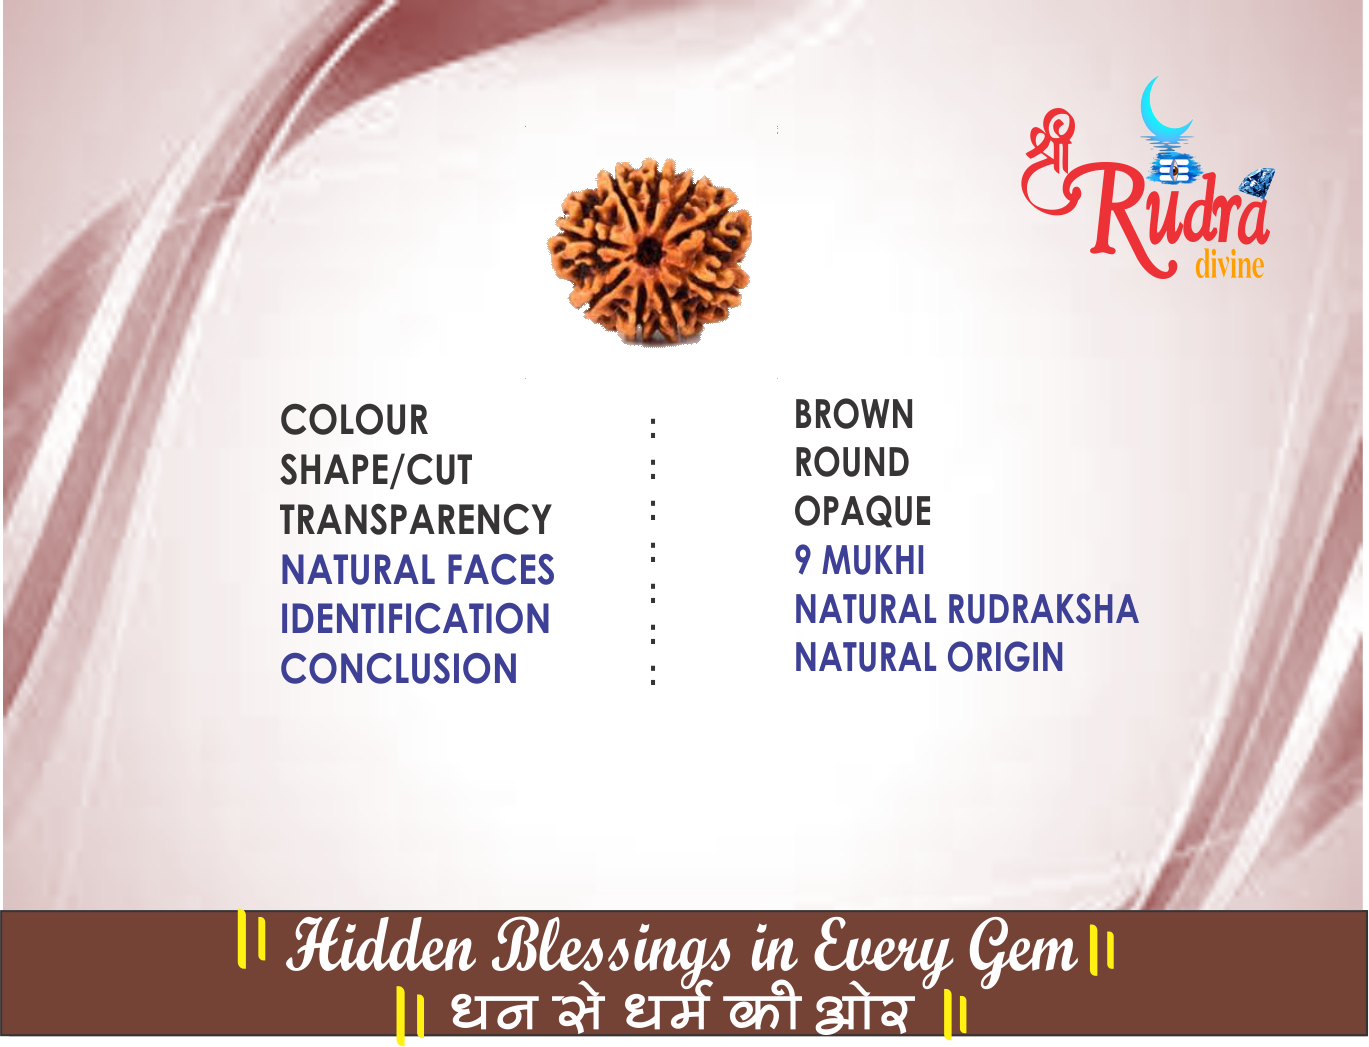 श्री
Rudra
divine
COLOUR : BROWN
SHAPE/CUT : ROUND
TRANSPARENCY : OPAQUE
NATURAL FACES : 9 MUKHI
IDENTIFICATION : NATURAL RUDRAKSHA
CONCLUSION : NATURAL ORIGIN
:
|| Hidden Blessings in Every Gem ||
|| धन से धर्म की ओर ||